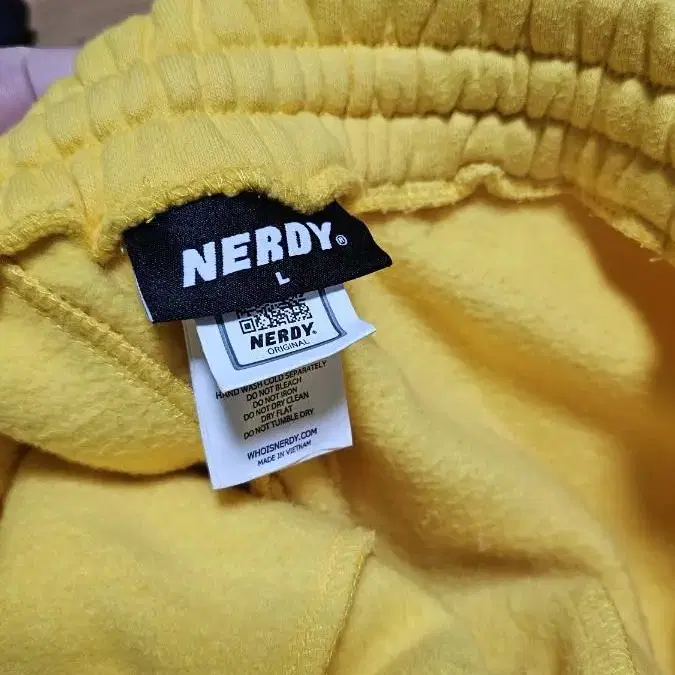 NERDY®
L
NERDY.
ORIGINAL
HAND WASH COLD SEPARATELY
DO NOT BLEACH
DO NOT IRON
DO NOT DRY CLEAN
DRY FLAT
DO NOT TUMBLE DRY
WHOISNERDY.COM
MADE IN VIETNAM